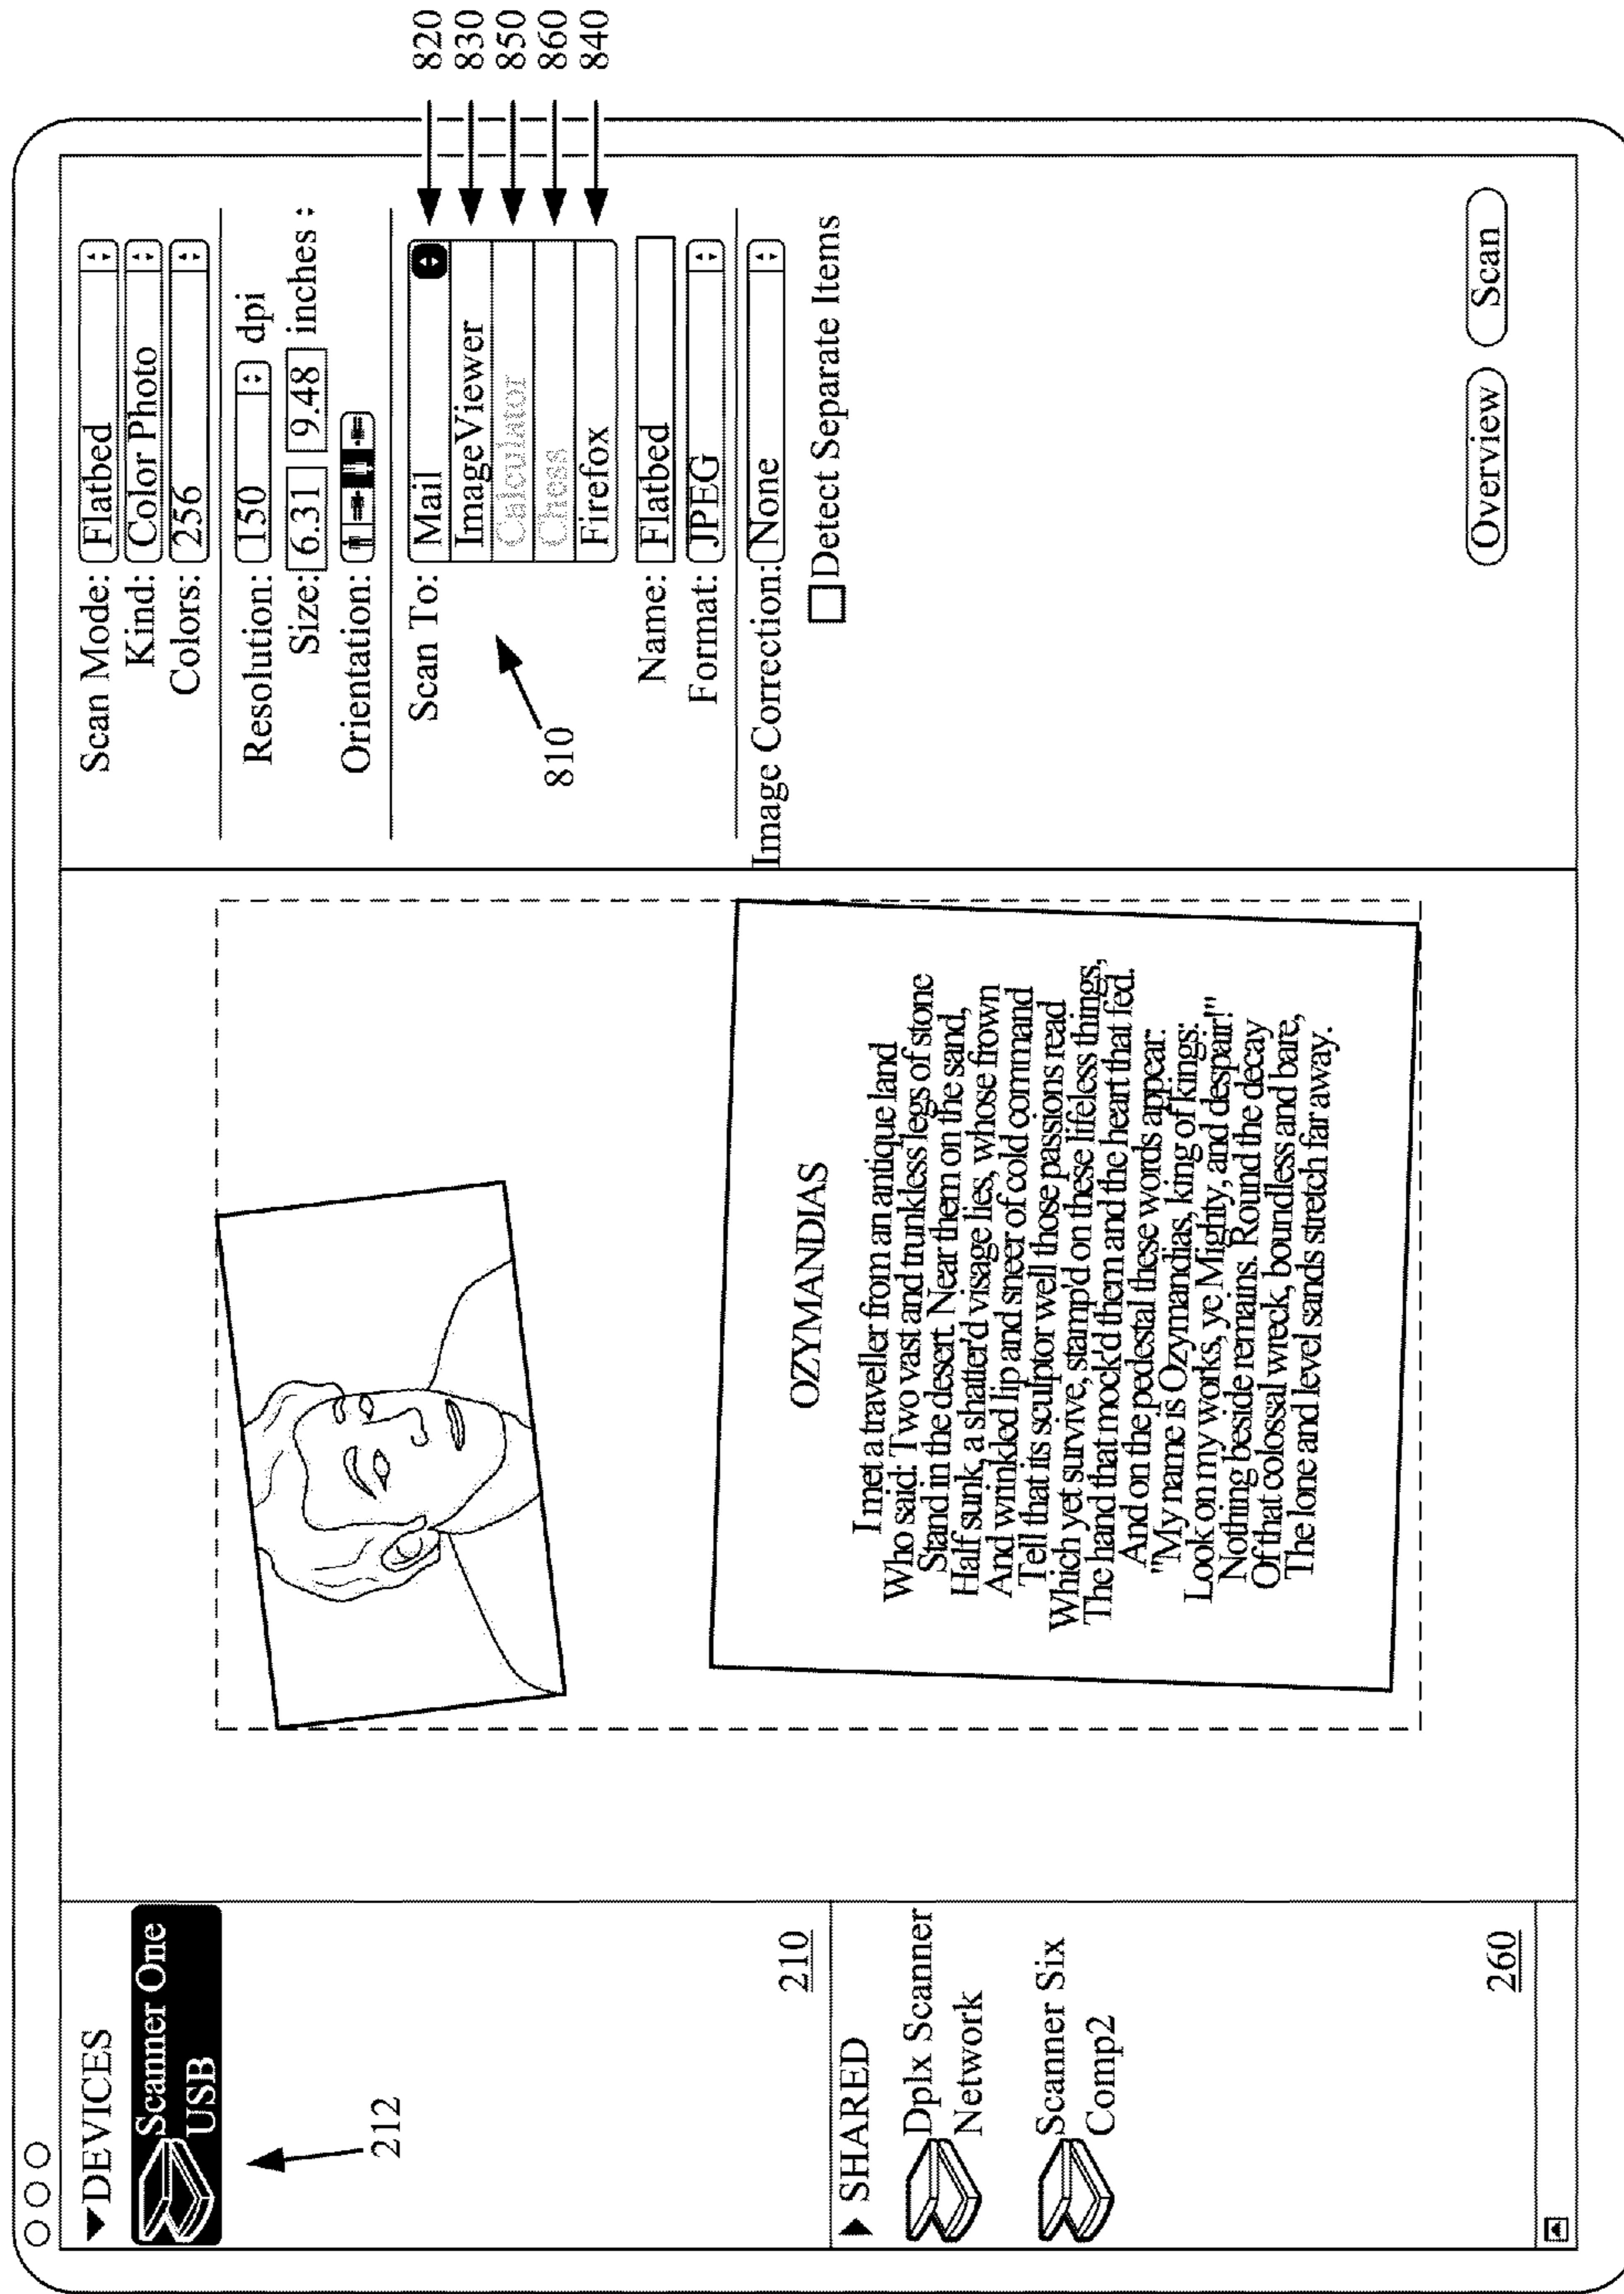 ▼DEVICES
Scanner One
USB
212
210
▶ SHARED
Dplx Scanner
Network
Scanner Six
Comp2
260
OZYMANDIAS
I met a traveller from an antique land
Who said: Two vast and trunkless legs of stone
Stand in the desert. Near them on the sand,
Half sunk, a shatter'd visage lies, whose frown
And wrinkled lip and sneer of cold command
Tell that its sculptor well those passions read
Which yet survive, stamp'd on these lifeless things,
The hand that mock'd them and the heart that fed.
And on the pedestal these words appear:
"My name is Ozymandias, king of kings:
Look on my works, ye Mighty, and despair!"
Nothing beside remains. Round the decay
Of that colossal wreck, boundless and bare,
The lone and level sands stretch far away.
Scan Mode: Flatbed
Kind: Color Photo
Colors: 256
Resolution: 150 dpi
Size: 6.31 9.48 inches
Orientation:
Scan To: Mail
ImageViewer
Calculator
Chess
Firefox
810
820
830
850
860
840
Name: Flatbed
Format: JPEG
Image Correction: None
Detect Separate Items
Overview Scan